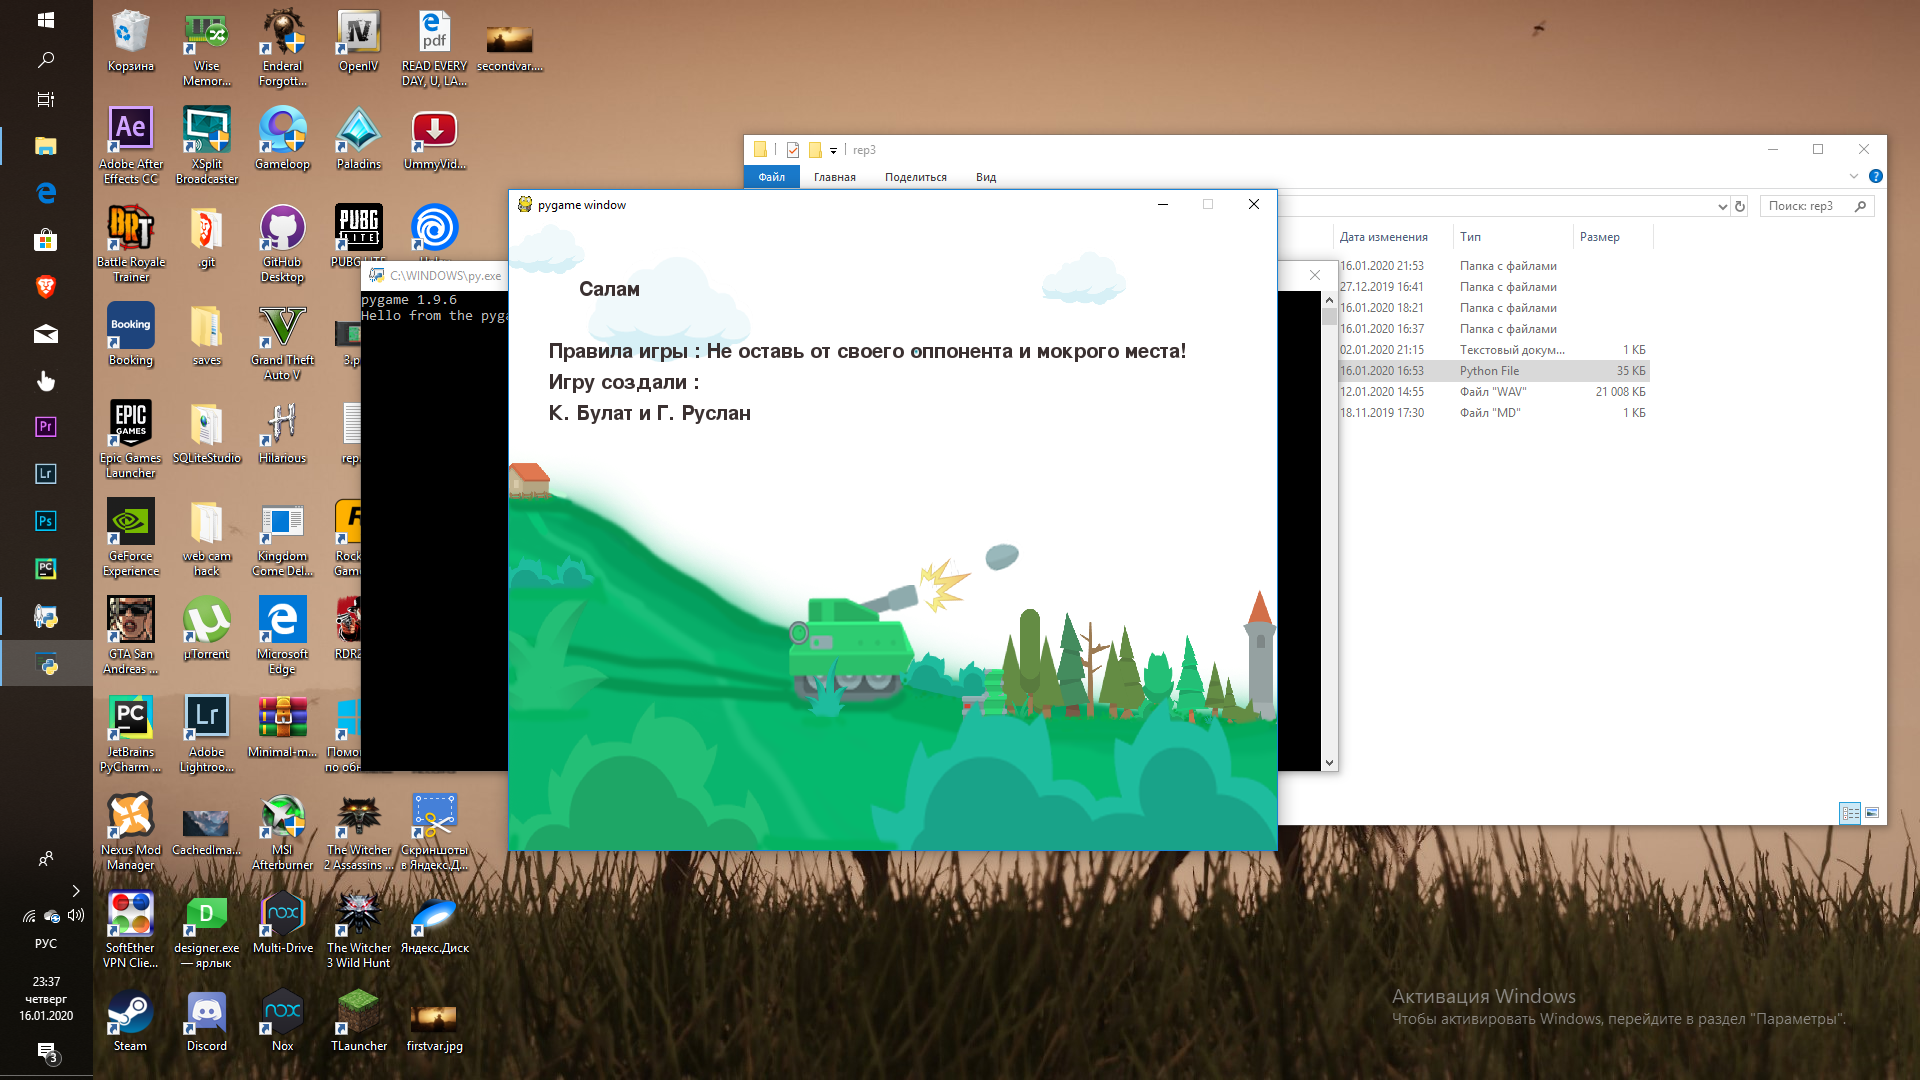 Корзина
Wise
Memor...
Enderal
Forgott...
OpenIV
READ EVERY
DAY, U, LA...
secondvar....
Adobe After
Effects CC
XSplit
Broadcaster
Gameloop
Paladins
UmmyVid...
Battle Royale
Trainer
.git
GitHub
Desktop
PUBG LITE
Booking
saves
Grand Theft
Auto V
3.p
Epic Games
Launcher
SQLiteStudio
Hilarious
rep
GeForce
Experience
web cam
hack
Kingdom
Come Del...
Rock
Gam
GTA San
Andreas ...
µTorrent
Microsoft
Edge
RDR2
JetBrains
PyCharm ...
Adobe
Lightroo...
Minimal-m...
Помо
по обн
Nexus Mod
Manager
CachedIma...
MSI
Afterburner
The Witcher
2 Assassins ...
Скриншоты
в Яндекс.Д...
SoftEther
VPN Clie...
designer.exe
— ярлык
Multi-Drive
The Witcher
3 Wild Hunt
Яндекс.Диск
Steam
Discord
Nox
TLauncher
firstvar.jpg
РУС
23:37
четверг
16.01.2020
3
rep3
Файл
Главная
Поделиться
Вид
Поиск: rep3
Дата изменения Тип Размер
16.01.2020 21:53 Папка с файлами
27.12.2019 16:41 Папка с файлами
16.01.2020 18:21 Папка с файлами
16.01.2020 16:37 Папка с файлами
02.01.2020 21:15 Текстовый докум... 1 КБ
16.01.2020 16:53 Python File 35 КБ
12.01.2020 14:55 Файл "WAV" 21 008 КБ
18.11.2019 17:30 Файл "MD" 1 КБ
C:\WINDOWS\py.exe
pygame 1.9.6
Hello from the pyga
pygame window
Салам
Правила игры : Не оставь от своего оппонента и мокрого места!
Игру создали :
К. Булат и Г. Руслан
Активация Windows
Чтобы активировать Windows, перейдите в раздел "Параметры".